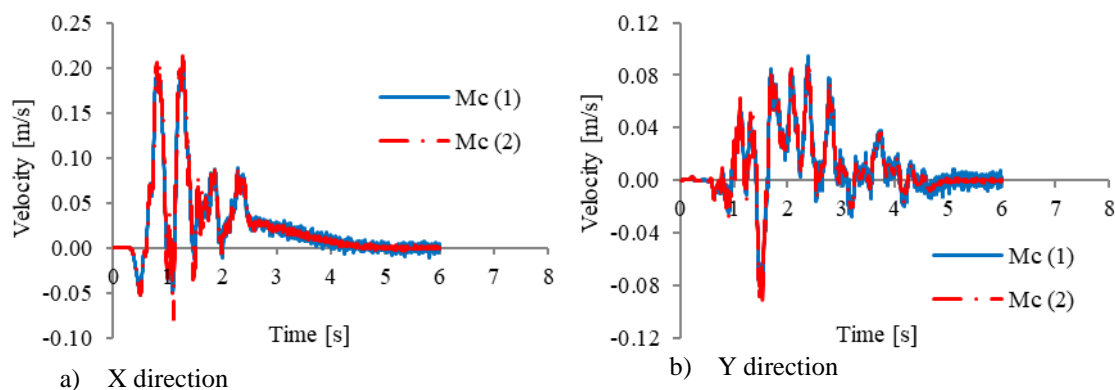 0.25
0.20
0.15
0.10
0.05
0.00
-0.05
-0.10
Velocity [m/s]
0 1 2 3 4 5 6 7 8
Time [s]
Mc (1)
Mc (2)
a) X direction
0.12
0.08
0.04
0.00
-0.04
-0.08
-0.12
Velocity [m/s]
0 1 2 3 4 5 6 7 8
Mc (1)
Mc (2)
Time [s]
b) Y direction